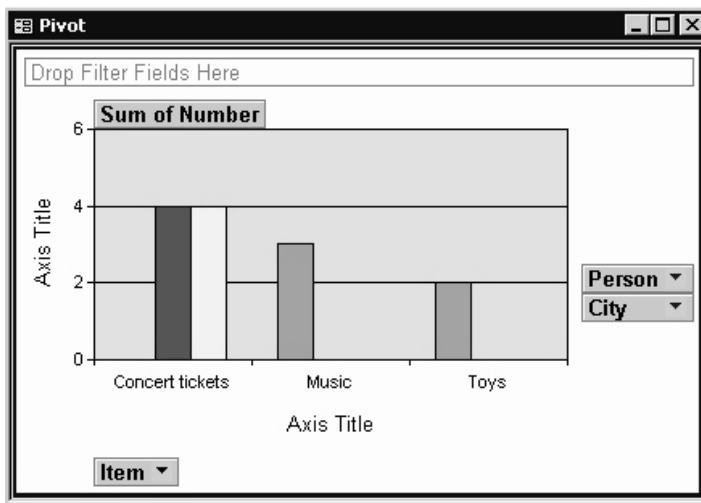 Pivot
Drop Filter Fields Here
Sum of Number
6
4
2
0
Axis Title
Person
City
Concert tickets Music Toys
Axis Title
Item